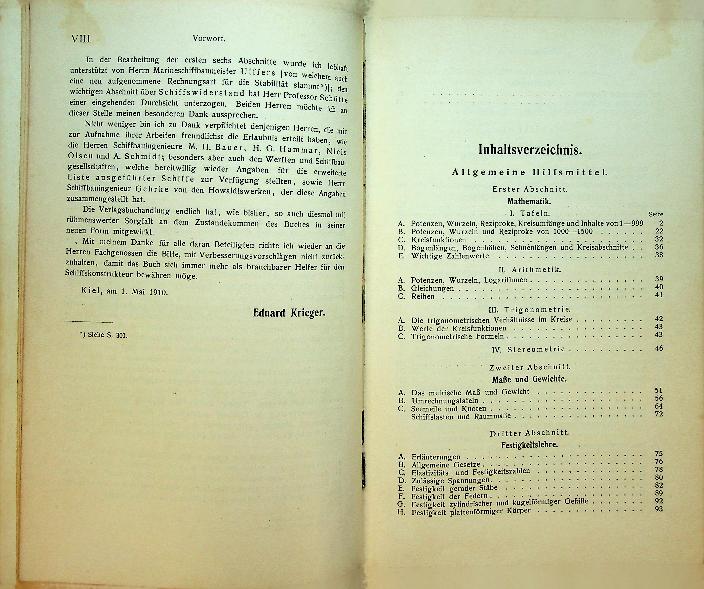 VIII Vorwort.
In der Bearbeitung der ersten sechs Abschnitte wurde ich lebhaft
unterstützt von Herrn Marineschiffbaumeister Ulffers [von welchem auch
eine neu aufgenommene Rechnungsart für die Stabilität stammt*)]; den
wichtigen Abschnitt über Schiffswiderstand hat Herr Professor Schütte
einer eingehenden Durchsicht unterzogen. Beiden Herren möchte ich an
dieser Stelle meinen besonderen Dank aussprechen.
Nicht weniger bin ich zu Dank verpflichtet denjenigen Herren, die mir
zur Aufnahme ihrer Arbeiten freundlichst die Erlaubnis erteilt haben, wie
die Herren Schiffbauingenieure M. H. Bauer, H. G. Hammar, Niels
Olsen und A. Schmidt; besonders aber auch den Werften und Schiffbau-
gesellschaften, welche bereitwillig wieder Angaben für die erweiterte
Liste ausgeführter Schiffe zur Verfügung stellten, sowie Herr
Schiffbauingenieur Gehrke von den Howaldtswerken, der diese Angaben
zusammengestellt hat.
Die Verlagsbuchhandlung endlich hat, wie bisher, so auch diesmal mit
rühmenswerter Sorgfalt an dem Zustandekommen des Buches in seiner
neuen Form mitgewirkt.
Mit meinem Danke für alle daran Beteiligten richte ich wieder an die
Herren Fachgenossen die Bitte, mit Verbesserungsvorschlägen nicht zurück-
zuhalten, damit das Buch sich immer mehr als brauchbarer Helfer für den
Schiffskonstrukteur bewähren möge.
Kiel, am 1. Mai 1910.
Eduard Krieger.
*) Siehe S. 300.
Inhaltsverzeichnis.
Allgemeine Hilfsmittel.
Erster Abschnitt.
Mathematik.
I. Tafeln. Seite
A. Potenzen, Wurzeln, Reziproke, Kreisumfänge und Inhalte von 1—999 2
B. Potenzen, Wurzeln und Reziproke von 1000—1500 22
C. Kreisfunktionen 32
D. Bogenlängen, Bogenhöhen, Sehnenlängen und Kreisabschnitte 36
E. Wichtige Zahlenwerte 38
II. Arithmetik.
A. Potenzen, Wurzeln, Logarithmen 39
B. Gleichungen 40
C. Reihen 41
III. Trigonometrie.
A. Die trigonometrischen Verhältnisse im Kreise 42
B. Werte der Kreisfunktionen 43
C. Trigonometrische Formeln 43
IV. Stereometrie 46
Zweiter Abschnitt.
Maße und Gewichte.
A. Das metrische Maß und Gewicht 51
B. Umrechnungstafeln 56
C. Seemeile und Knoten 64
Schiffslasten und Raummaße 72
Dritter Abschnitt.
Festigkeitslehre.
A. Erläuterungen 75
B. Allgemeine Gesetze 76
C. Elastizitäts- und Festigkeitszahlen 78
D. Zulässige Spannungen 80
E. Festigkeit gerader Stäbe 82
F. Festigkeit der Federn 89
G. Festigkeit zylindrischer und kugelförmiger Gefäße 92
H. Festigkeit plattenförmiger Körper 93